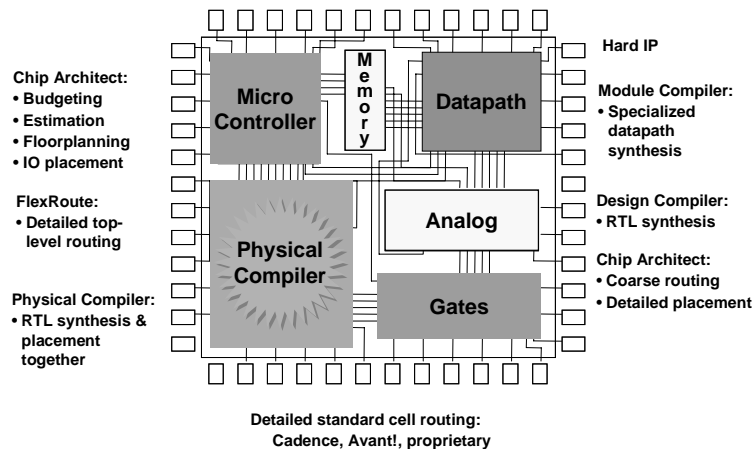 Chip Architect:
• Budgeting
• Estimation
• Floorplanning
• IO placement
FlexRoute:
• Detailed top-
level routing
Physical Compiler:
• RTL synthesis &
placement
together
Micro
Controller
Memory
Datapath
Physical
Compiler
Analog
Gates
Hard IP
Module Compiler:
• Specialized
datapath
synthesis
Design Compiler:
• RTL synthesis
Chip Architect:
• Coarse routing
• Detailed placement
Detailed standard cell routing:
Cadence, Avant!, proprietary